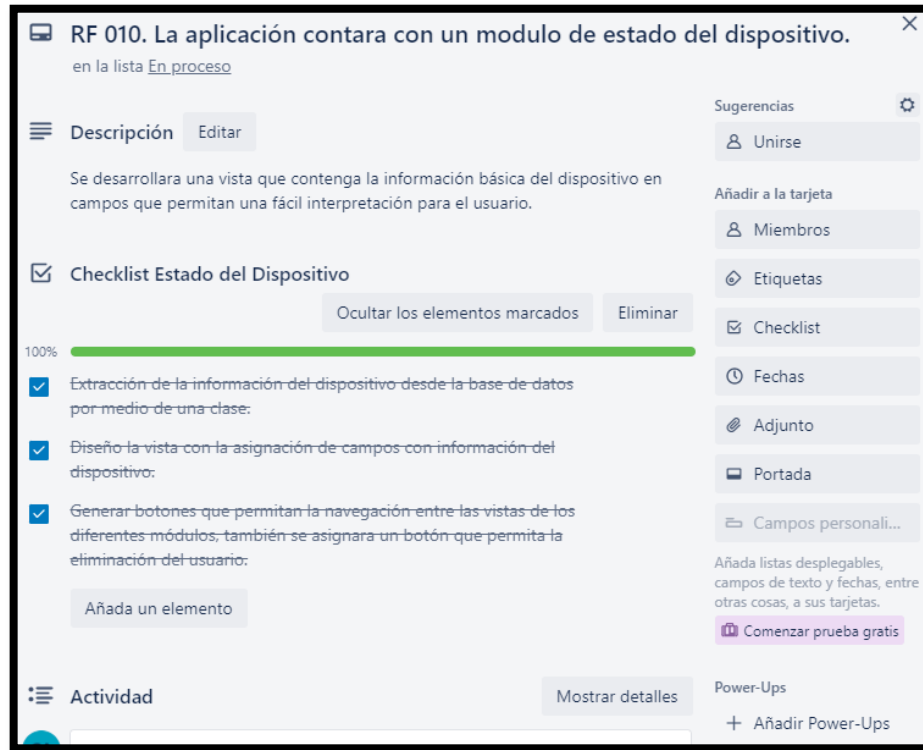 RF 010. La aplicación contara con un modulo de estado del dispositivo.
en la lista En proceso
Descripción Editar
Se desarrollara una vista que contenga la información básica del dispositivo en
campos que permitan una fácil interpretación para el usuario.
Checklist Estado del Dispositivo
Ocultar los elementos marcados Eliminar
100%
Extracción de la información del dispositivo desde la base de datos
por medio de una clase.
Diseño la vista con la asignación de campos con información del
dispositivo.
Generar botones que permitan la navegación entre las vistas de los
diferentes módulos, también se asignara un botón que permita la
eliminación del usuario.
Añada un elemento
Actividad Mostrar detalles
Sugerencias
Unirse
Añadir a la tarjeta
Miembros
Etiquetas
Checklist
Fechas
Adjunto
Portada
Campos personali...
Añada listas desplegables,
campos de texto y fechas, entre
otras cosas, a sus tarjetas.
Comenzar prueba gratis
Power-Ups
+ Añadir Power-Ups